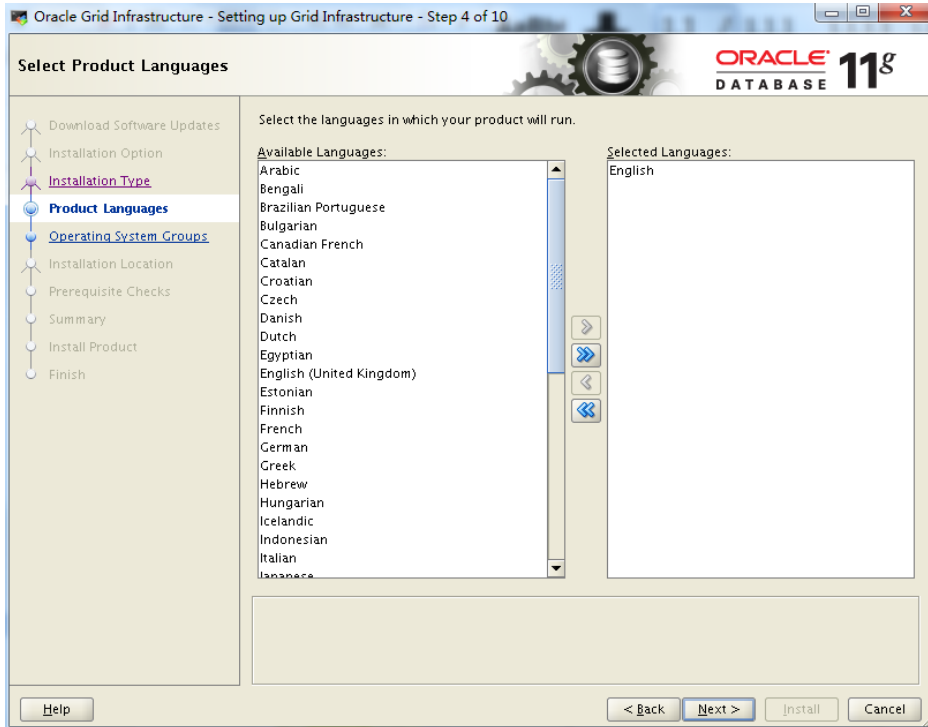 Oracle Grid Infrastructure - Setting up Grid Infrastructure - Step 4 of 10
Select Product Languages
ORACLE
DATABASE
11g
Download Software Updates
Installation Option
Installation Type
Product Languages
Operating System Groups
Installation Location
Prerequisite Checks
Summary
Install Product
Finish
Select the languages in which your product will run.
Available Languages:
Arabic
Bengali
Brazilian Portuguese
Bulgarian
Canadian French
Catalan
Croatian
Czech
Danish
Dutch
Egyptian
English (United Kingdom)
Estonian
Finnish
French
German
Greek
Hebrew
Hungarian
Icelandic
Indonesian
Italian
Japanese
Selected Languages:
English
Help
< Back
Next >
Install
Cancel